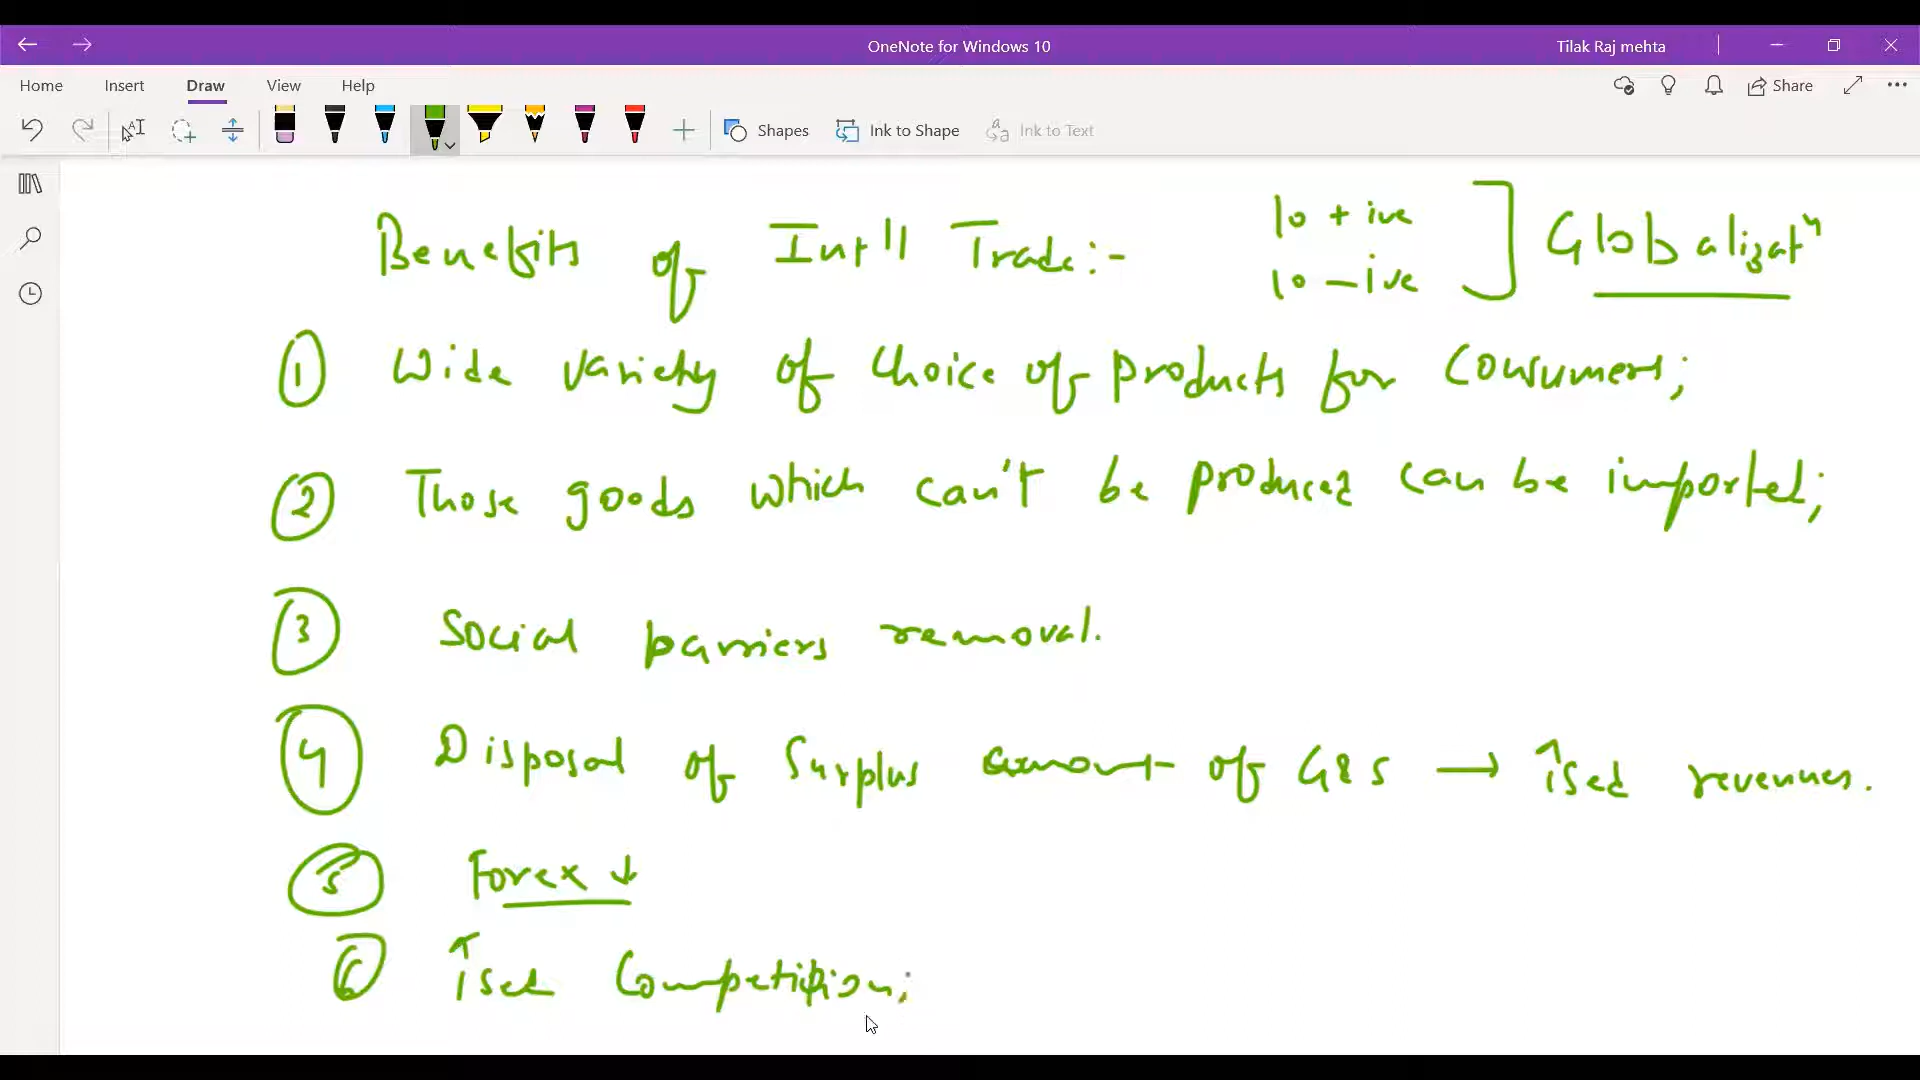 OneNote for Windows 10
Tilak Raj mehta
Home Insert Draw View Help
Share
Shapes Ink to Shape Ink to Text
Benefits of Int'll Trade:-
10 +ive
10 -ive
Globalizatⁿ
① Wide variety of choice of products for consumers;
② Those goods which can't be produced can be imported;
③ Social barriers removal.
④ Disposal of Surplus amount of G&S → ↑sed revenues.
⑤ Forex ↓
⑥ ↑sed Competition;